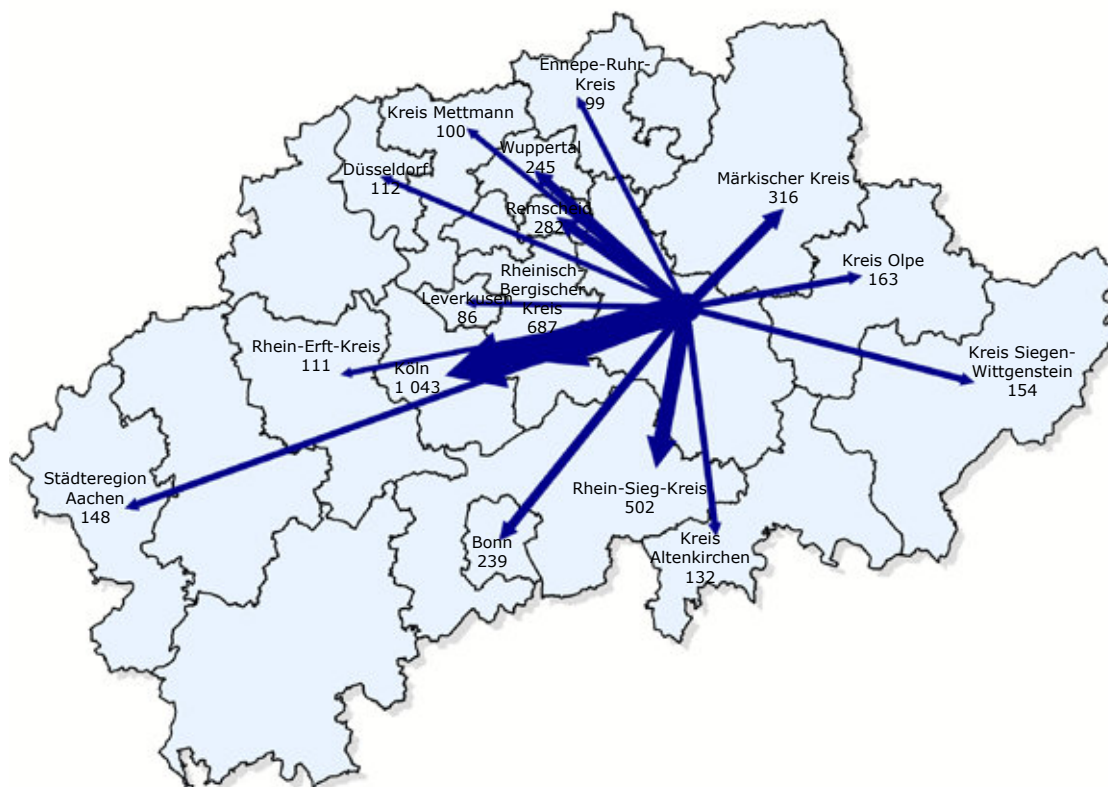 Ennepe-Ruhr-
Kreis
99
Kreis Mettmann
100
Wuppertal
245
Düsseldorf
112
Märkischer Kreis
316
Remscheid
282
Kreis Olpe
163
Rheinisch-
Bergischer
Kreis
687
Leverkusen
86
Rhein-Erft-Kreis
111
Köln
1 043
Kreis Siegen-
Wittgenstein
154
Städteregion
Aachen
148
Rhein-Sieg-Kreis
502
Bonn
239
Kreis
Altenkirchen
132